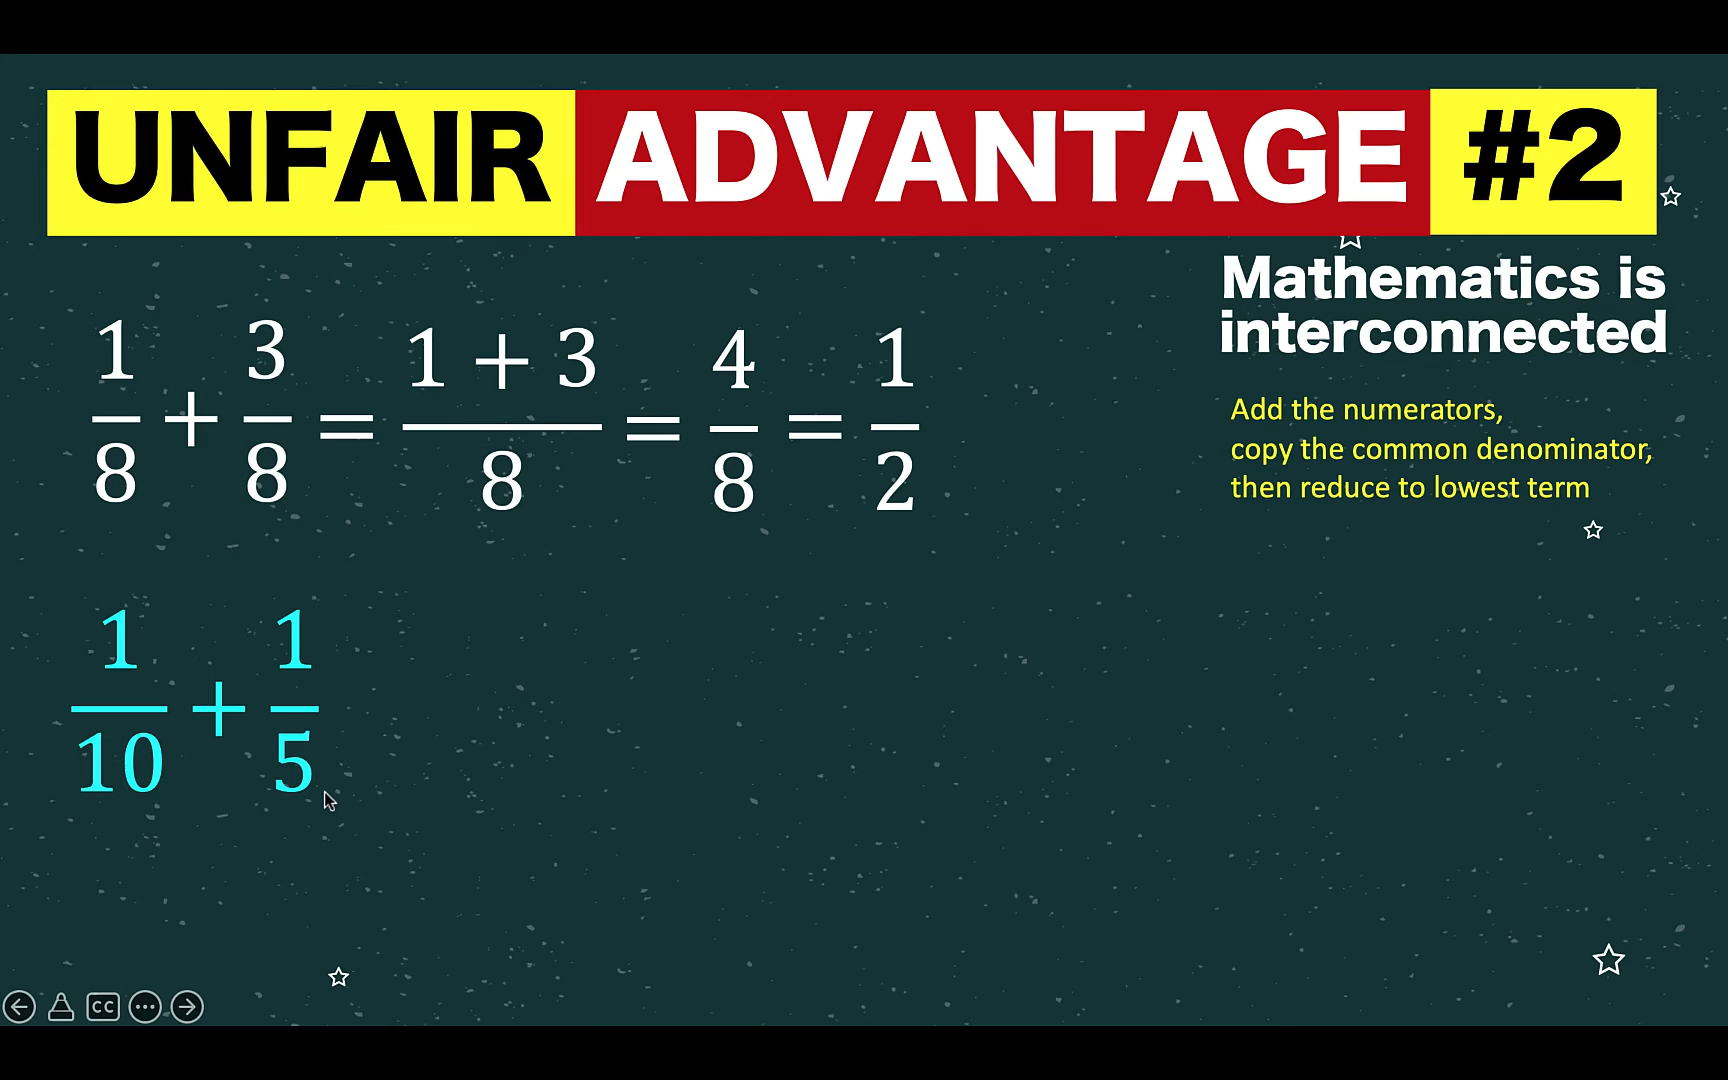 UNFAIR ADVANTAGE #2
Mathematics is
interconnected
1/8 + 3/8 = (1 + 3)/8 = 4/8 = 1/2
Add the numerators,
copy the common denominator,
then reduce to lowest term
1/10 + 1/5
CC